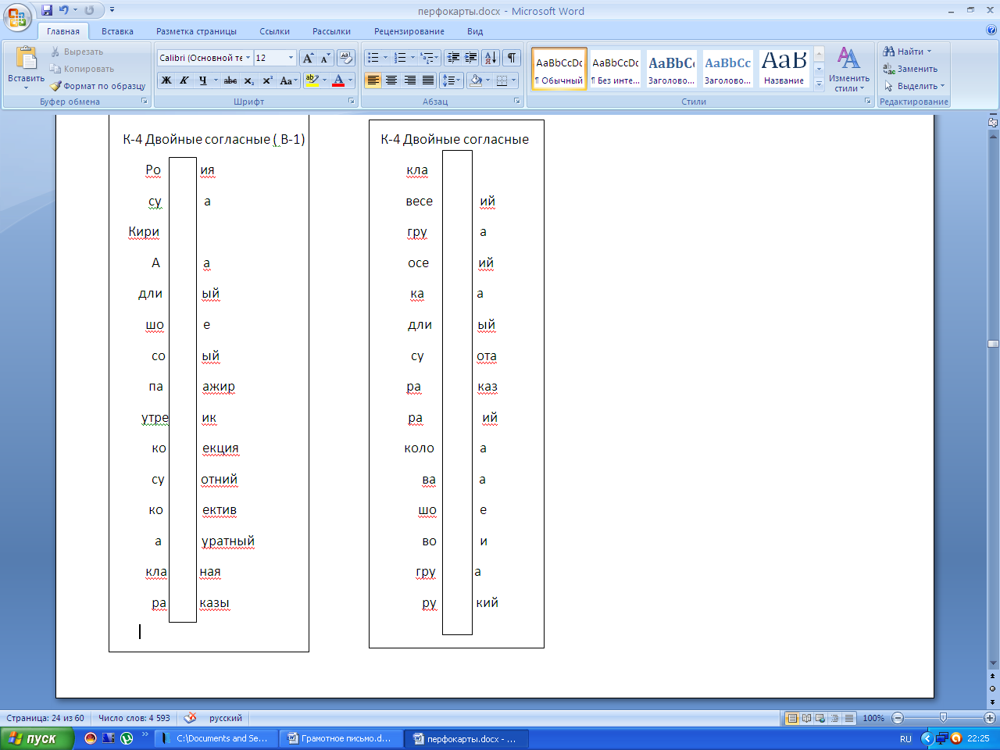 перфокарты.docx - Microsoft Word
Главная Вставка Разметка страницы Ссылки Рассылки Рецензирование Вид
Вставить
Вырезать
Копировать
Формат по образцу
Буфер обмена
Calibri (Основной те 12
Ж К Ч abc x₂ x² Aa
Шрифт
Абзац
AaBbCcDc AaBbCcDc AaBbC AaBbCc AaB
¶ Обычный ¶ Без инте... Заголово... Заголово... Название
Изменить стили
Стили
Найти
Заменить
Выделить
Редактирование
К-4 Двойные согласные ( В-1)
Ро ия
су а
Кири
А а
дли ый
шо е
со ый
па ажир
утре ик
ко екция
су отний
ко ектив
а уратный
кла ная
ра казы
К-4 Двойные согласные
кла
весе ий
гру а
осе ий
ка а
дли ый
су ота
ра каз
ра ий
коло а
ва а
шо е
во и
гру а
ру кий
Страница: 24 из 60 Число слов: 4 593 русский 100%
пуск C:\Documents and Se... Грамотное письмо.d... перфокарты.docx - ... RU 22:25